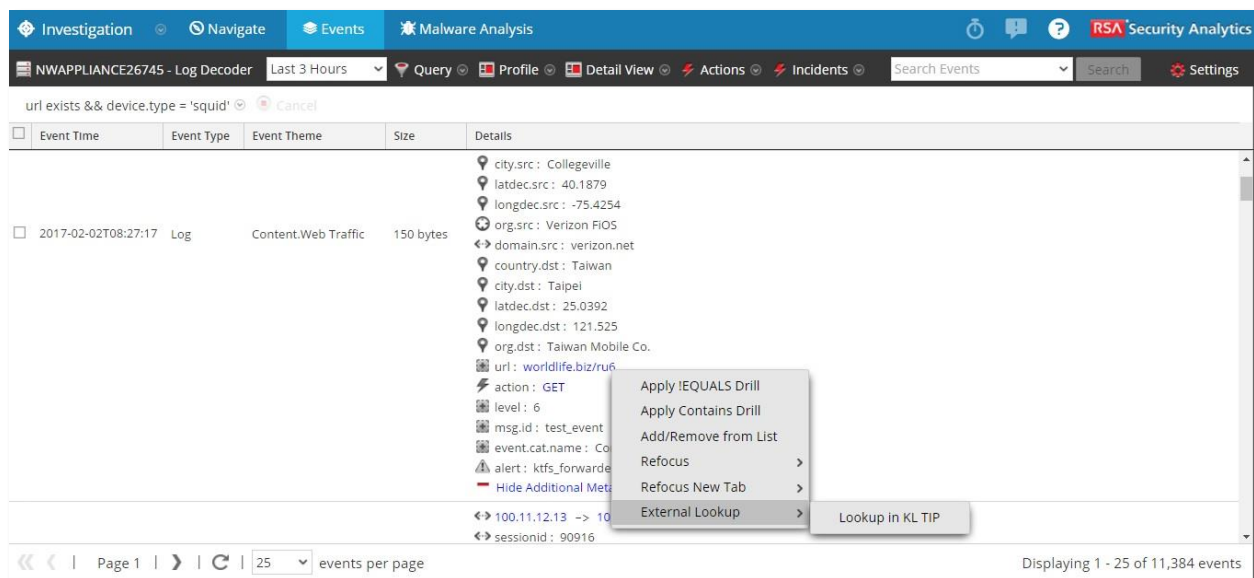 Investigation Navigate Events Malware Analysis ? RSA Security Analytics
NWAPPLIANCE26745 - Log Decoder Last 3 Hours Query Profile Detail View Actions Incidents Search Events Search Settings
url exists && device.type = 'squid' Cancel
Event Time Event Type Event Theme Size Details
city.src : Collegeville
latdec.src : 40.1879
longdec.src : -75.4254
org.src : Verizon FiOS
2017-02-02T08:27:17 Log Content.Web Traffic 150 bytes
domain.src : verizon.net
country.dst : Taiwan
city.dst : Taipei
latdec.dst : 25.0392
longdec.dst : 121.525
org.dst : Taiwan Mobile Co.
url : worldlife.biz/ru6
action : GET
level : 6
msg.id : test_event
event.cat.name : Co
alert : ktfs_forwarde
Hide Additional Meta
100.11.12.13 -> 10
sessionid : 90916
Apply !EQUALS Drill
Apply Contains Drill
Add/Remove from List
Refocus
Refocus New Tab
External Lookup
Lookup in KL TIP
Page 1 | 25 events per page Displaying 1 - 25 of 11,384 events